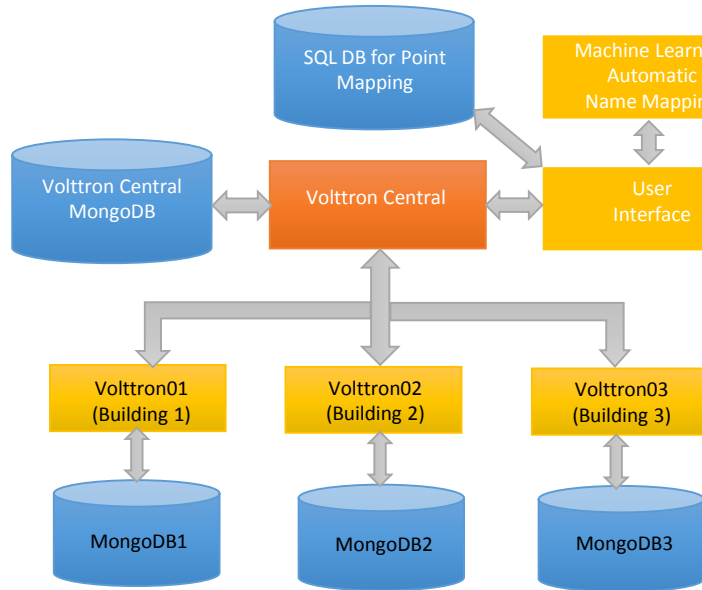 SQL DB for Point
Mapping
Machine Learn
Automatic
Name Mappin
Volttron Central
MongoDB
Volttron Central
User
Interface
Volttron01
(Building 1)
Volttron02
(Building 2)
Volttron03
(Building 3)
MongoDB1
MongoDB2
MongoDB3